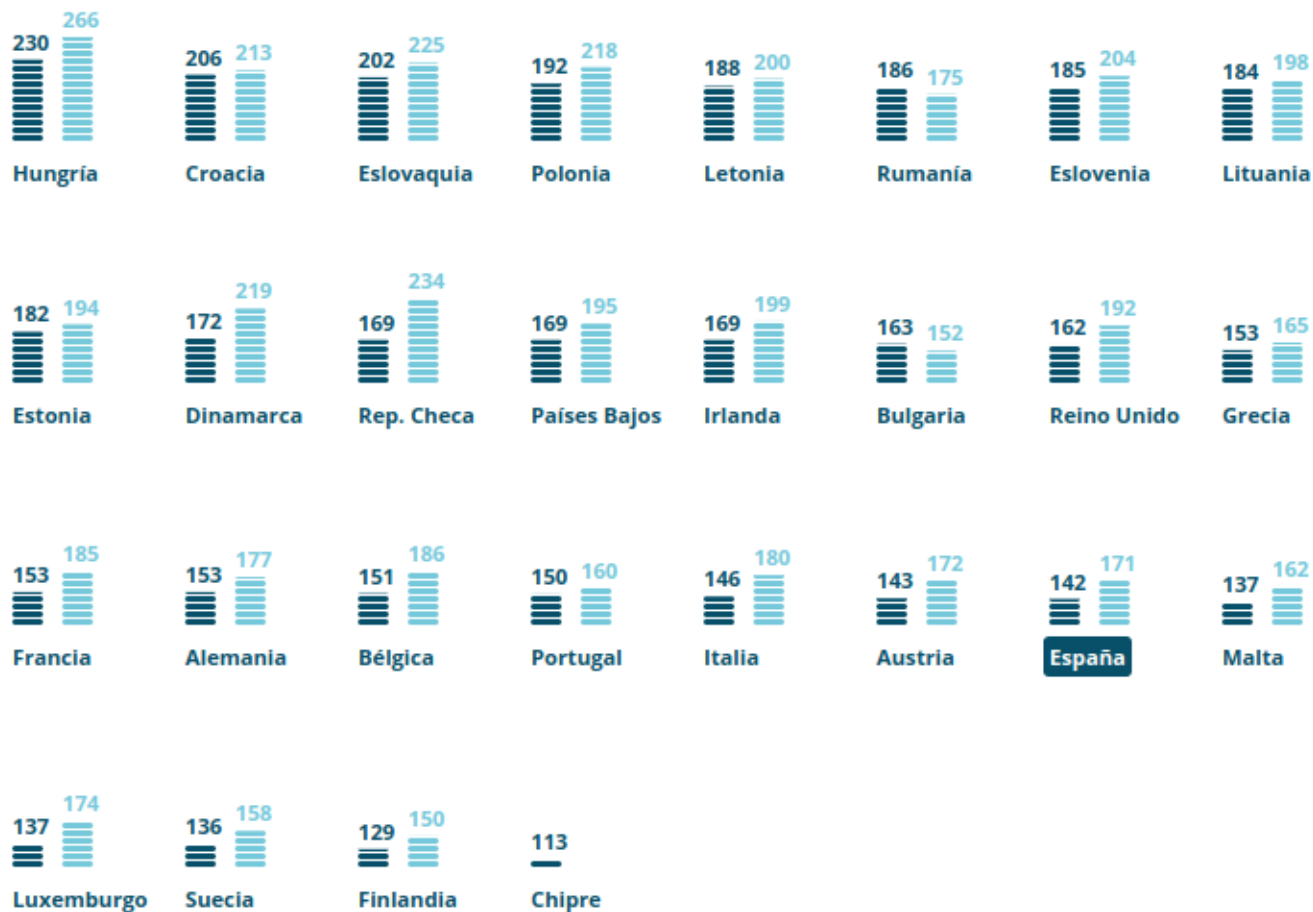 230 266 206 213 202 225 192 218 188 200 186 175 185 204 184 198
Hungría Croacia Eslovaquia Polonia Letonia Rumanía Eslovenia Lituania
182 194 172 219 169 234 169 195 169 199 163 152 162 192 153 165
Estonia Dinamarca Rep. Checa Países Bajos Irlanda Bulgaria Reino Unido Grecia
153 185 153 177 151 186 150 160 146 180 143 172 142 171 137 162
Francia Alemania Bélgica Portugal Italia Austria España Malta
137 174 136 158 129 150 113
Luxemburgo Suecia Finlandia Chipre